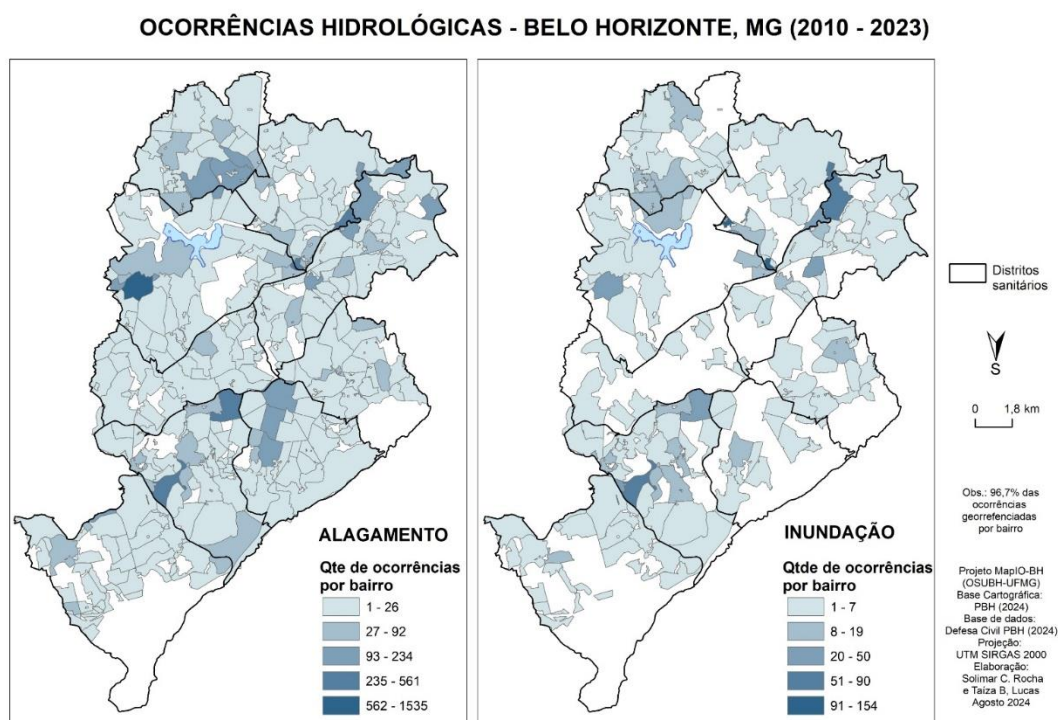 OCORRÊNCIAS HIDROLÓGICAS - BELO HORIZONTE, MG (2010 - 2023)
ALAGAMENTO
Qte de ocorrências
por bairro
1 - 26
27 - 92
93 - 234
235 - 561
562 - 1535
INUNDAÇÃO
Qtde de ocorrências
por bairro
1 - 7
8 - 19
20 - 50
51 - 90
91 - 154
Distritos
sanitários
S
0 1,8 km
Obs.: 96,7% das
ocorrências
georrefenciadas
por bairro
Projeto MapIO-BH
(OSUBH-UFMG)
Base Cartográfica:
PBH (2024)
Base de dados:
Defesa Civil PBH (2024)
Projeção:
UTM SIRGAS 2000
Elaboração:
Solimar C. Rocha
e Taíza B, Lucas
Agosto 2024